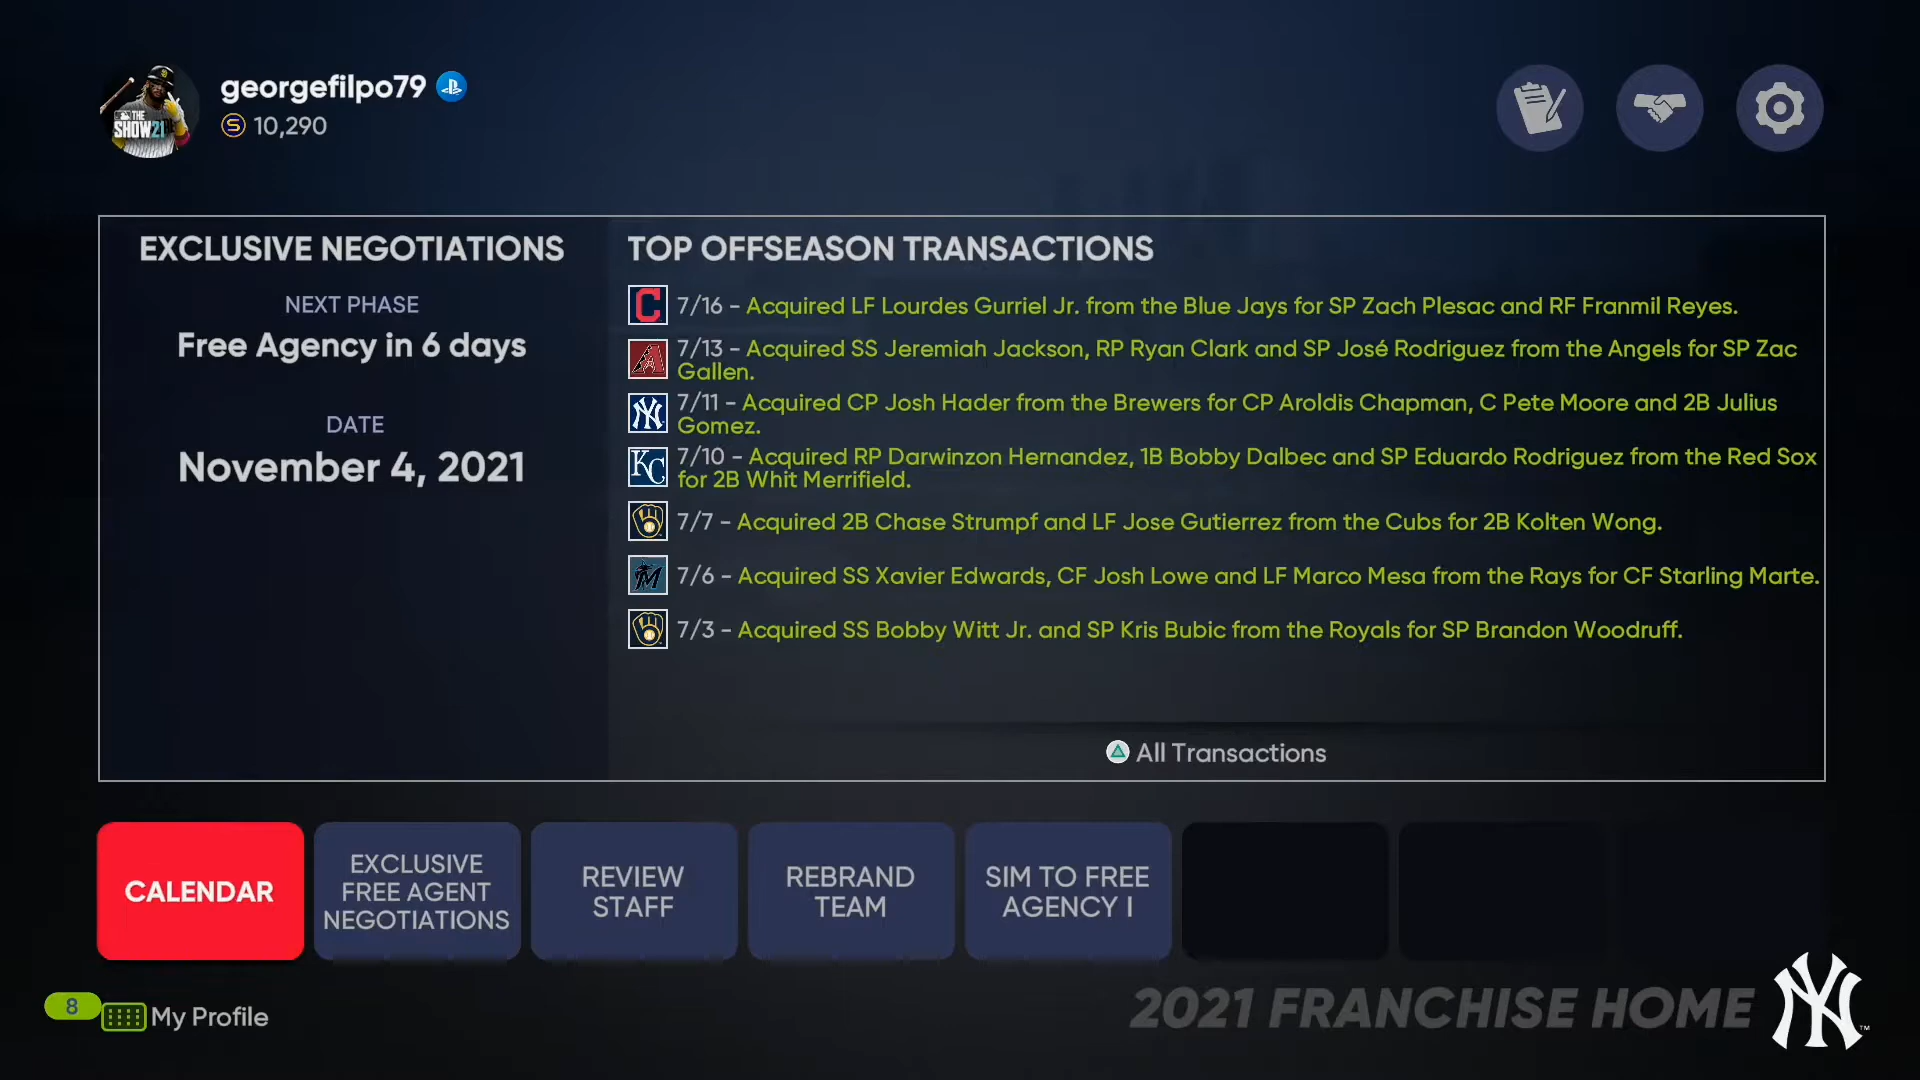 georgefilpo79
10,290
THE
SHOW21
EXCLUSIVE NEGOTIATIONS
NEXT PHASE
Free Agency in 6 days
DATE
November 4, 2021
TOP OFFSEASON TRANSACTIONS
7/16 - Acquired LF Lourdes Gurriel Jr. from the Blue Jays for SP Zach Plesac and RF Franmil Reyes.
7/13 - Acquired SS Jeremiah Jackson, RP Ryan Clark and SP José Rodriguez from the Angels for SP Zac
Gallen.
7/11 - Acquired CP Josh Hader from the Brewers for CP Aroldis Chapman, C Pete Moore and 2B Julius
Gomez.
7/10 - Acquired RP Darwinzon Hernandez, 1B Bobby Dalbec and SP Eduardo Rodriguez from the Red Sox
for 2B Whit Merrifield.
7/7 - Acquired 2B Chase Strumpf and LF Jose Gutierrez from the Cubs for 2B Kolten Wong.
7/6 - Acquired SS Xavier Edwards, CF Josh Lowe and LF Marco Mesa from the Rays for CF Starling Marte.
7/3 - Acquired SS Bobby Witt Jr. and SP Kris Bubic from the Royals for SP Brandon Woodruff.
All Transactions
CALENDAR
EXCLUSIVE
FREE AGENT
NEGOTIATIONS
REVIEW
STAFF
REBRAND
TEAM
SIM TO FREE
AGENCY I
8
My Profile
2021 FRANCHISE HOME
NY
TM